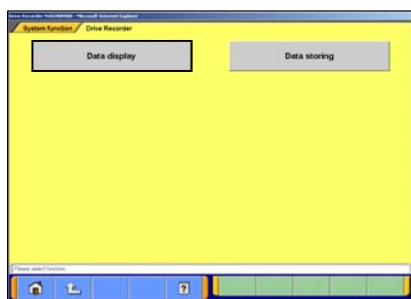 System function Drive Recorder
Data display Data storing
Please select function.
?